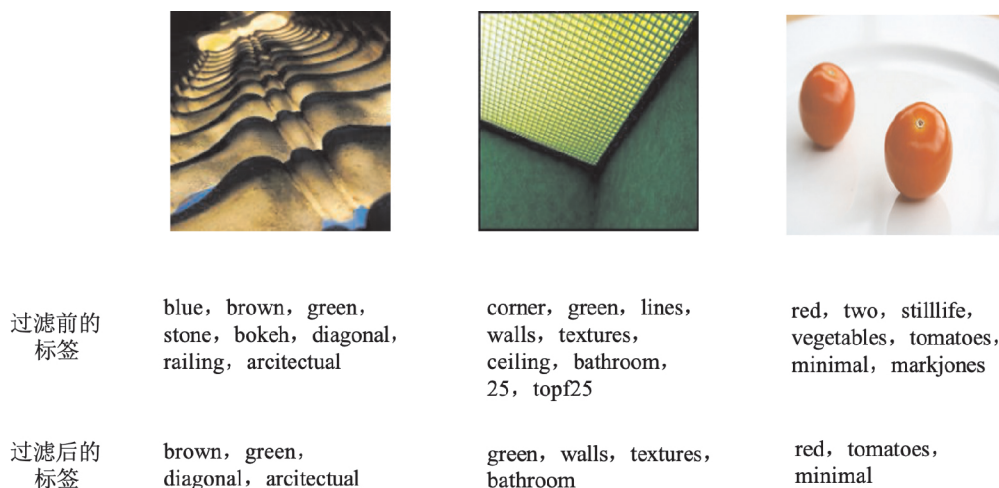 过滤前的
标签
blue，brown，green，
stone，bokeh，diagonal，
railing，arcitectual
corner，green，lines，
walls，textures，
ceiling，bathroom，
25，topf25
red，two，stilllife，
vegetables，tomatoes，
minimal，markjones
过滤后的
标签
brown，green，
diagonal，arcitectual
green，walls，textures，
bathroom
red，tomatoes，
minimal